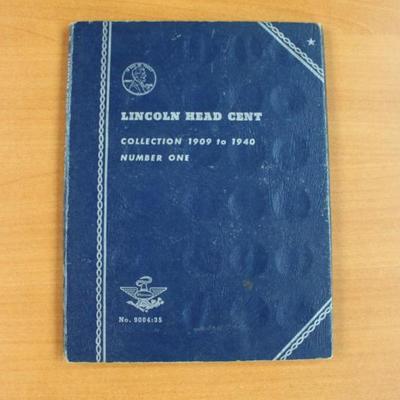 LINCOLN HEAD CENT
COLLECTION 1909 to 1940
NUMBER ONE
No. 9004:35